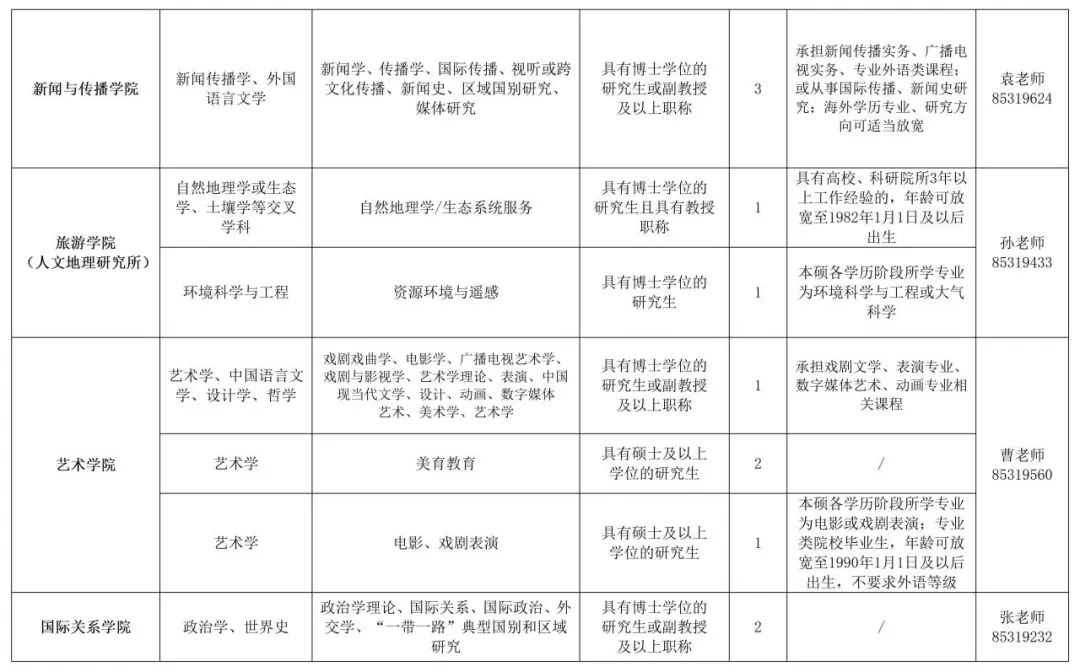 新闻与传播学院
新闻传播学、外国
语言文学
新闻学、传播学、国际传播、视听或跨
文化传播、新闻史、区域国别研究、
媒体研究
具有博士学位的
研究生或副教授
及以上职称
3
承担新闻传播实务、广播电
视实务、专业外语类课程；
或从事国际传播、新闻史研
究；海外学历专业、研究方
向可适当放宽
袁老师
85319624
旅游学院
（人文地理研究所）
自然地理学或生态
学、土壤学等交叉
学科
自然地理学/生态系统服务
具有博士学位的
研究生且具有教授
职称
1
具有高校、科研院所3年以
上工作经验的，年龄可放
宽至1982年1月1日及以后
出生
孙老师
85319433
环境科学与工程
资源环境与遥感
具有博士学位的
研究生
1
本硕各学历阶段所学专业
为环境科学与工程或大气
科学
艺术学院
艺术学、中国语言文
学、设计学、哲学
戏剧戏曲学、电影学、广播电视艺术学、
戏剧与影视学、艺术学理论、表演、中国
现当代文学、设计、动画、数字媒体
艺术、美术学、艺术学
具有博士学位的
研究生或副教授
及以上职称
1
承担戏剧文学、表演专业、
数字媒体艺术、动画专业相
关课程
曹老师
85319560
艺术学
美育教育
具有硕士及以上
学位的研究生
2
/
艺术学
电影、戏剧表演
具有硕士及以上
学位的研究生
1
本硕各学历阶段所学专业
为电影或戏剧表演；专业
类院校毕业生，年龄可放
宽至1990年1月1日及以后
出生，不要求外语等级
国际关系学院
政治学、世界史
政治学理论、国际关系、国际政治、外
交学、“一带一路”典型国别和区域
研究
具有博士学位的
研究生或副教授
及以上职称
2
/
张老师
85319232